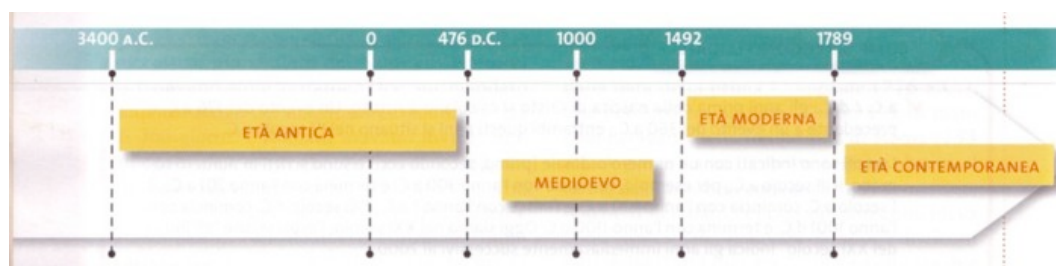 3400 A.C. 0 476 D.C. 1000 1492 1789
ETÀ ANTICA
ETÀ MODERNA
MEDIOEVO
ETÀ CONTEMPORANEA